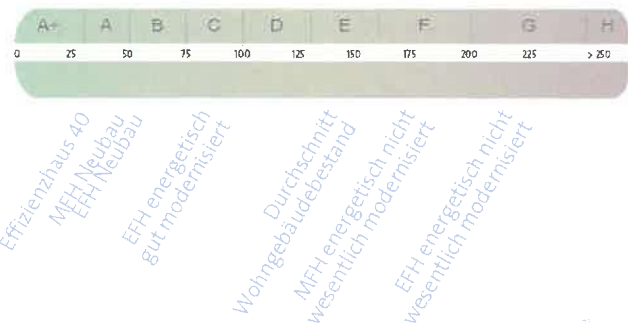 A+ A B C D E F G H
0 25 50 75 100 125 150 175 200 225 > 250
Effizienzhaus 40
MFH Neubau
EFH Neubau
EFH energetisch
gut modernisiert
Durchschnitt
Wohngebäudebestand
MFH energetisch nicht
wesentlich modernisiert
EFH energetisch nicht
wesentlich modernisiert